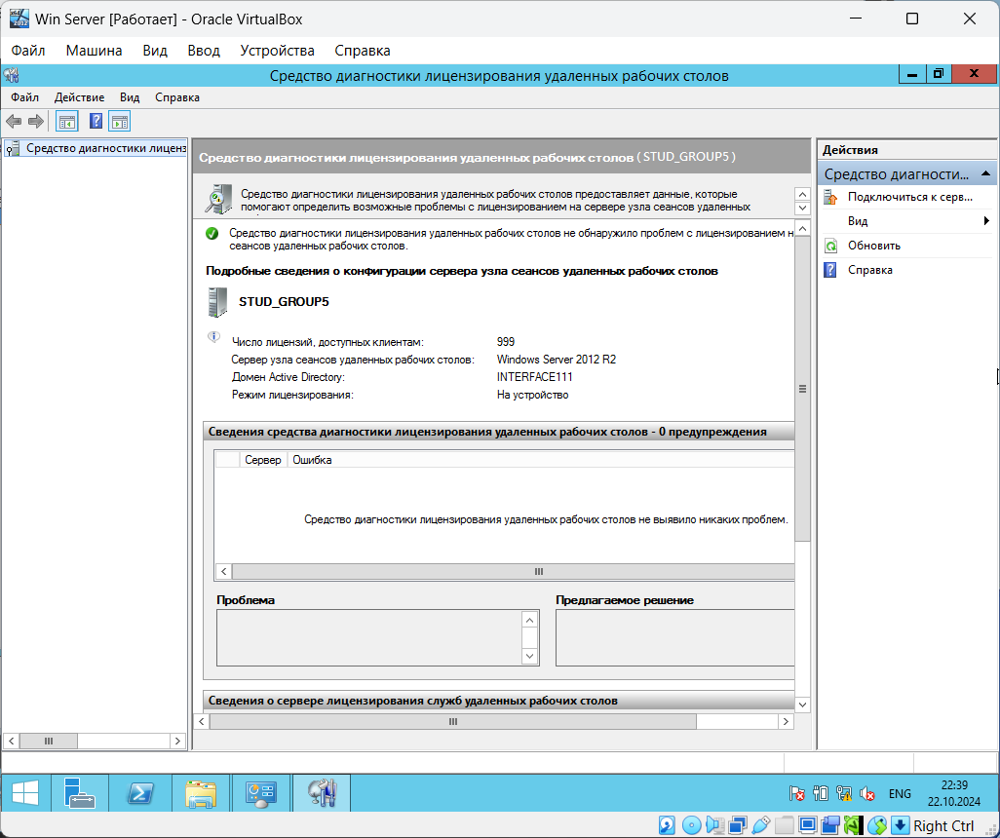 Win Server [Работает] - Oracle VirtualBox
Файл Машина Вид Ввод Устройства Справка
Средство диагностики лицензирования удаленных рабочих столов
Файл Действие Вид Справка
Средство диагностики лиценз
Средство диагностики лицензирования удаленных рабочих столов ( STUD_GROUP5 )
Средство диагностики лицензирования удаленных рабочих столов предоставляет данные, которые
помогают определить возможные проблемы с лицензированием на сервере узла сеансов удаленных
Средство диагностики лицензирования удаленных рабочих столов не обнаружило проблем с лицензированием н
сеансов удаленных рабочих столов.
Подробные сведения о конфигурации сервера узла сеансов удаленных рабочих столов
STUD_GROUP5
Число лицензий, доступных клиентам: 999
Сервер узла сеансов удаленных рабочих столов: Windows Server 2012 R2
Домен Active Directory: INTERFACE111
Режим лицензирования: На устройство
Сведения средства диагностики лицензирования удаленных рабочих столов - 0 предупреждения
Сервер Ошибка
Средство диагностики лицензирования удаленных рабочих столов не выявило никаких проблем.
Проблема Предлагаемое решение
Сведения о сервере лицензирования служб удаленных рабочих столов
Действия
Средство диагности...
Подключиться к серв...
Вид
Обновить
Справка
ENG
22:39
22.10.2024
Right Ctrl